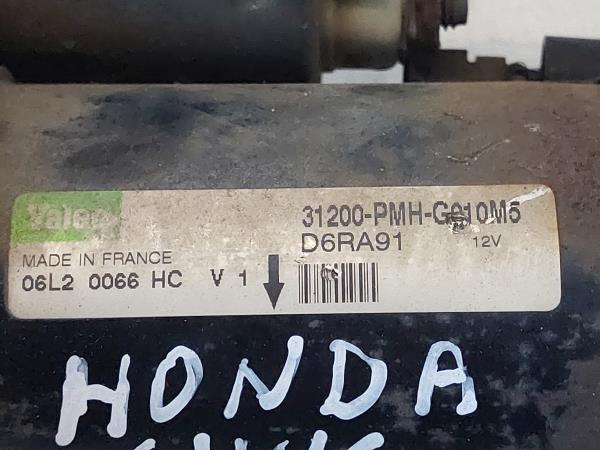 Valeo
31200-PMH-G010M5
D6RA91 12V
MADE IN FRANCE
06L2 0066 HC V 1
HONDA